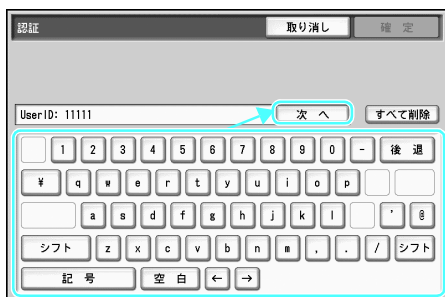 認証 取り消し 確 定
UserID: 11111 次 へ すべて削除
1 2 3 4 5 6 7 8 9 0 - 後 退
¥ q w e r t y u i o p
a s d f g h j k l ' @
シフト z x c v b n m , . / シフト
記 号 空 白 ← →